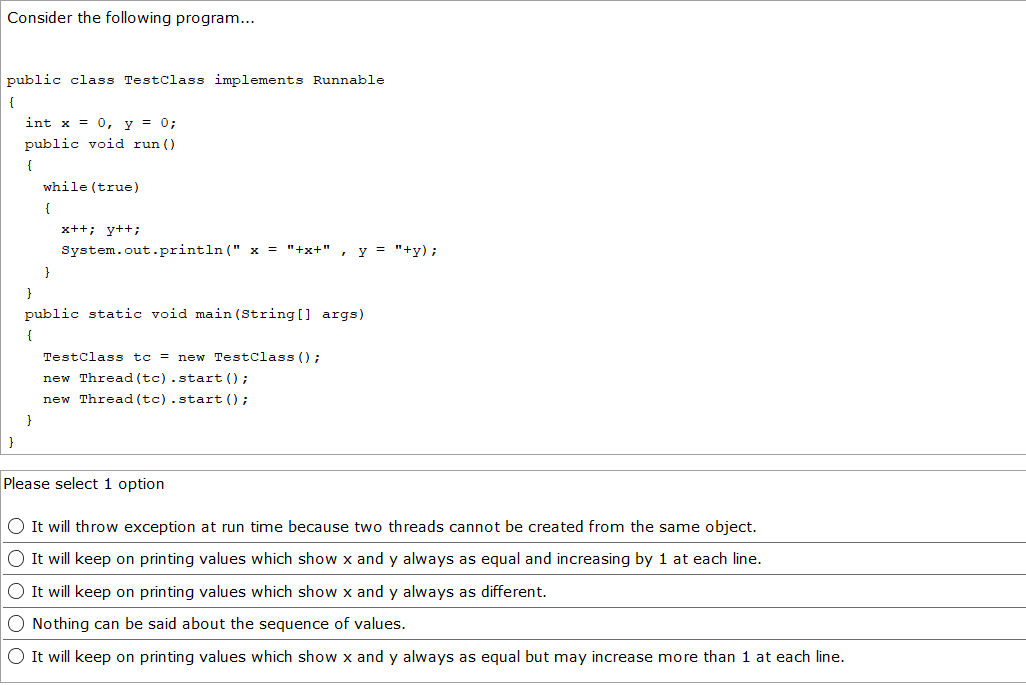 Consider the following program...
public class TestClass implements Runnable
{
int x = 0, y = 0;
public void run()
{
while(true)
{
x++; y++;
System.out.println(" x = "+x+" , y = "+y);
}
}
public static void main(String[] args)
{
TestClass tc = new TestClass();
new Thread(tc).start();
new Thread(tc).start();
}
}
Please select 1 option
It will throw exception at run time because two threads cannot be created from the same object.
It will keep on printing values which show x and y always as equal and increasing by 1 at each line.
It will keep on printing values which show x and y always as different.
Nothing can be said about the sequence of values.
It will keep on printing values which show x and y always as equal but may increase more than 1 at each line.